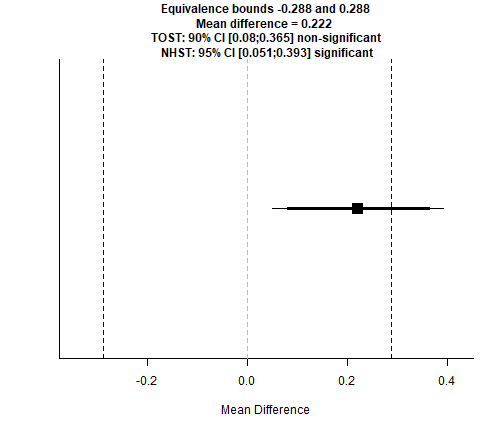 Equivalence bounds -0.288 and 0.288
Mean difference = 0.222
TOST: 90% CI [0.08;0.365] non-significant
NHST: 95% CI [0.051;0.393] significant
-0.2 0.0 0.2 0.4
Mean Difference